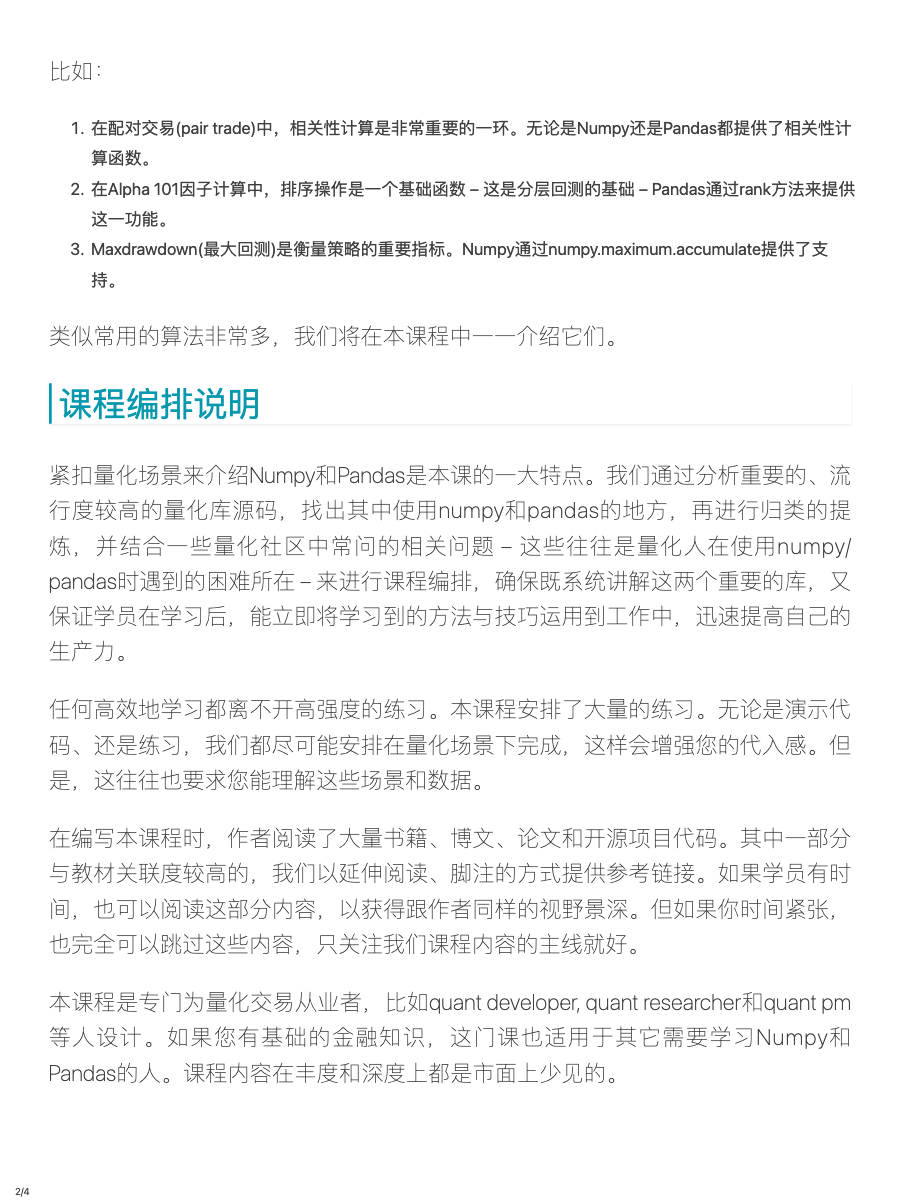 比如：
1. 在配对交易(pair trade)中，相关性计算是非常重要的一环。无论是Numpy还是Pandas都提供了相关性计
算函数。
2. 在Alpha 101因子计算中，排序操作是一个基础函数 – 这是分层回测的基础 – Pandas通过rank方法来提供
这一功能。
3. Maxdrawdown(最大回测)是衡量策略的重要指标。Numpy通过numpy.maximum.accumulate提供了支
持。
类似常用的算法非常多，我们将在本课程中一一介绍它们。
课程编排说明
紧扣量化场景来介绍Numpy和Pandas是本课的一大特点。我们通过分析重要的、流
行度较高的量化库源码，找出其中使用numpy和pandas的地方，再进行归类的提
炼，并结合一些量化社区中常问的相关问题 – 这些往往是量化人在使用numpy/
pandas时遇到的困难所在 – 来进行课程编排，确保既系统讲解这两个重要的库，又
保证学员在学习后，能立即将学习到的方法与技巧运用到工作中，迅速提高自己的
生产力。
任何高效地学习都离不开高强度的练习。本课程安排了大量的练习。无论是演示代
码、还是练习，我们都尽可能安排在量化场景下完成，这样会增强您的代入感。但
是，这往往也要求您能理解这些场景和数据。
在编写本课程时，作者阅读了大量书籍、博文、论文和开源项目代码。其中一部分
与教材关联度较高的，我们以延伸阅读、脚注的方式提供参考链接。如果学员有时
间，也可以阅读这部分内容，以获得跟作者同样的视野景深。但如果你时间紧张，
也完全可以跳过这些内容，只关注我们课程内容的主线就好。
本课程是专门为量化交易从业者，比如quant developer, quant researcher和quant pm
等人设计。如果您有基础的金融知识，这门课也适用于其它需要学习Numpy和
Pandas的人。课程内容在丰度和深度上都是市面上少见的。
2/4